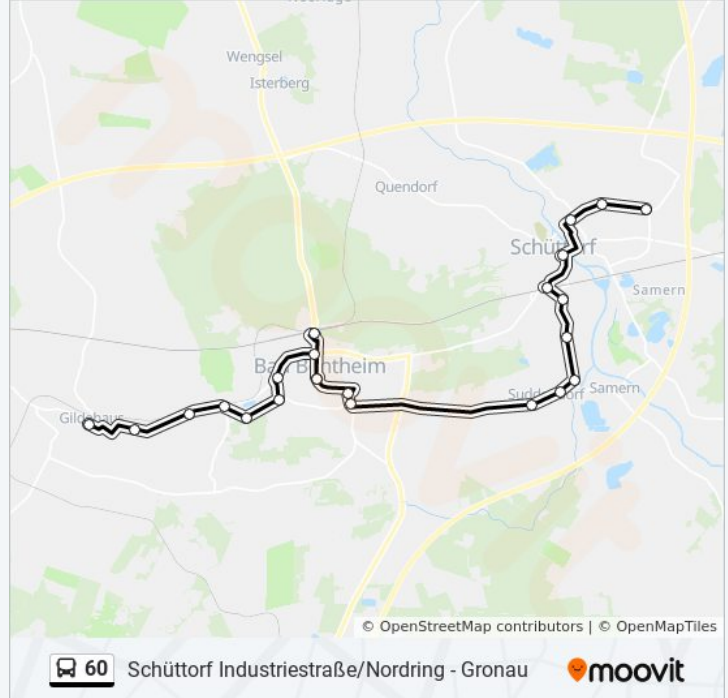 Wengsel
Isterberg
Quendorf
Schüttorf
Samern
Bad Bentheim
Suddendorf
Samern
Gildehaus
© OpenStreetMap contributors | © OpenMapTiles
60
Schüttorf Industriestraße/Nordring - Gronau
moovit